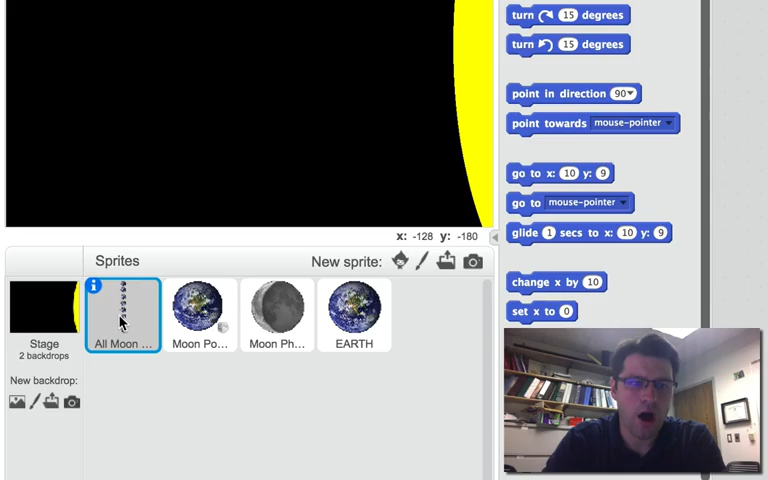 turn 15 degrees
turn 15 degrees
point in direction 90
point towards mouse-pointer
go to x: 10 y: 9
go to mouse-pointer
glide 1 secs to x: 10 y: 9
change x by 10
set x to 0
x: -128 y: -180
Sprites
New sprite:
Stage
2 backdrops
New backdrop:
All Moon ...
Moon Po...
Moon Ph...
EARTH